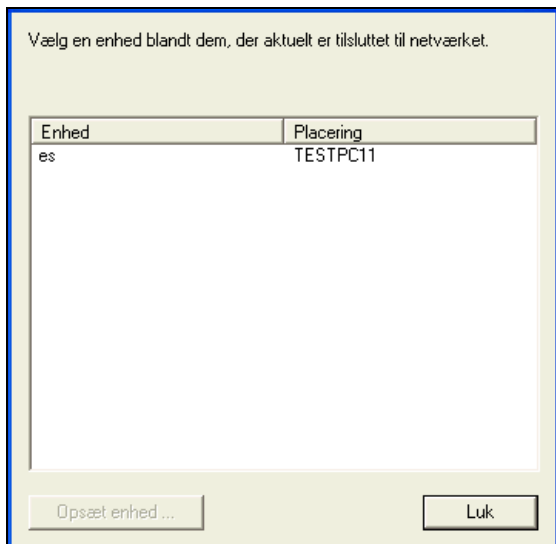 Vælg en enhed blandt dem, der aktuelt er tilsluttet til netværket.
Enhed Placering
es TESTPC11
Opsæt enhed ... Luk